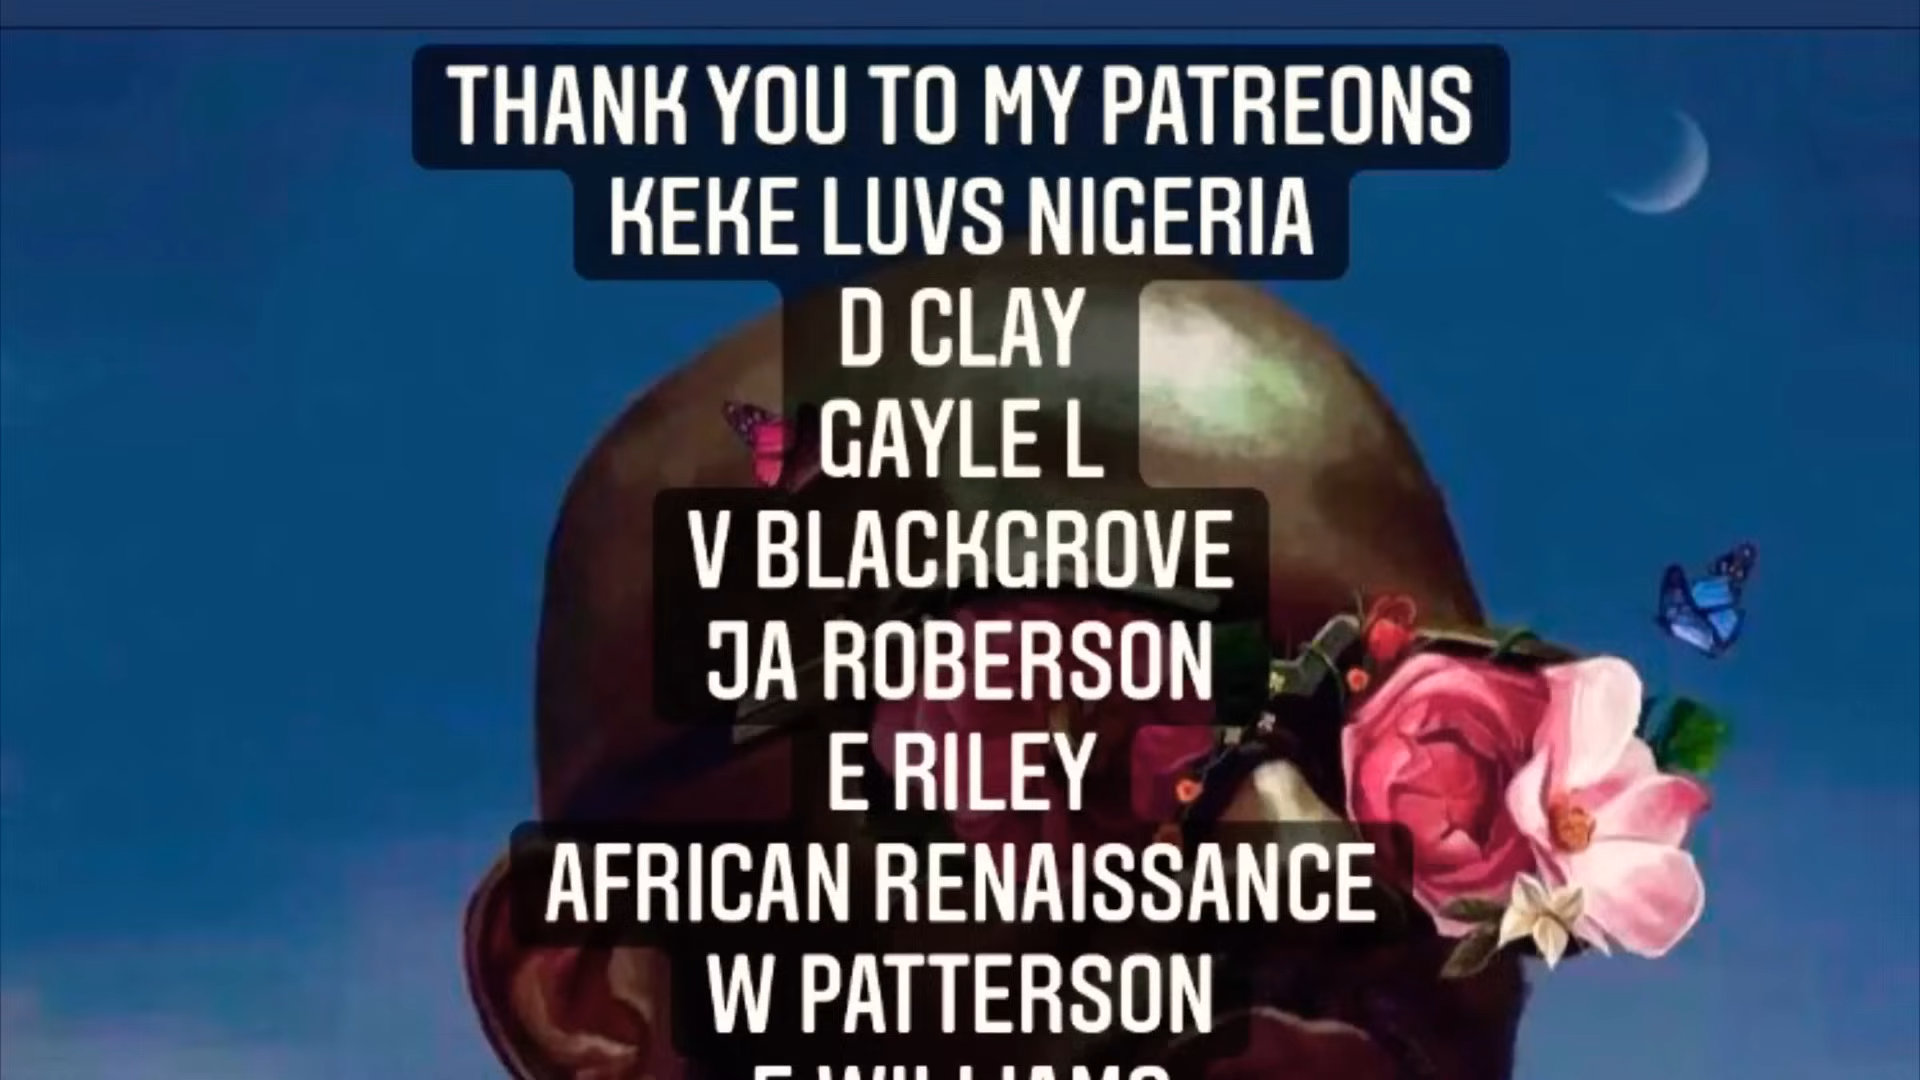 THANK YOU TO MY PATREONS
KEKE LUVS NIGERIA
D CLAY
GAYLE L
V BLACKGROVE
JA ROBERSON
E RILEY
AFRICAN RENAISSANCE
W PATTERSON